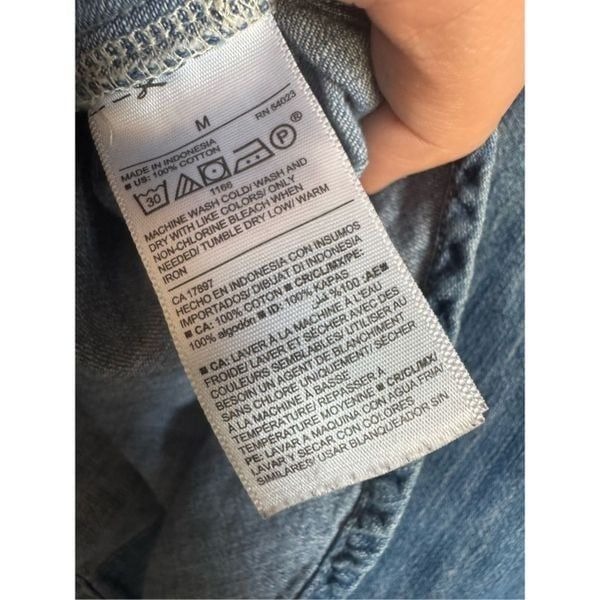 M
RN 54023
MADE IN INDONESIA
■ US: 100% COTTON
30
P
®
1166
MACHINE WASH COLD/ WASH AND
DRY WITH LIKE COLORS/ ONLY
NON-CHLORINE BLEACH WHEN
NEEDED/ TUMBLE DRY LOW/ WARM
IRON
CA 17897
HECHO EN INDONESIA CON INSUMOS
IMPORTADOS/ DIBUAT DI INDONESIA
■ CA: 100% COTON ■ CR/CL/MX/PE:
100% algodón ■ ID: 100% KAPAS
■ AE: 100%
■ CA: LAVER À LA MACHINE À L'EAU
FROIDE/ LAVER ET SÉCHER AVEC DES
COULEURS SEMBLABLES/ UTILISER AU
BESOIN UN AGENT DE BLANCHIMENT
SANS CHLORE UNIQUEMENT/ SÉCHER
À LA MACHINE À BASSE
TEMPÉRATURE/ REPASSER À
TEMPÉRATURE MOYENNE ■ CR/CL/MX/
PE: LAVAR A MAQUINA CON AGUA FRIA/
LAVAR Y SECAR CON COLORES
SIMILARES/ USAR BLANQUEADOR SIN